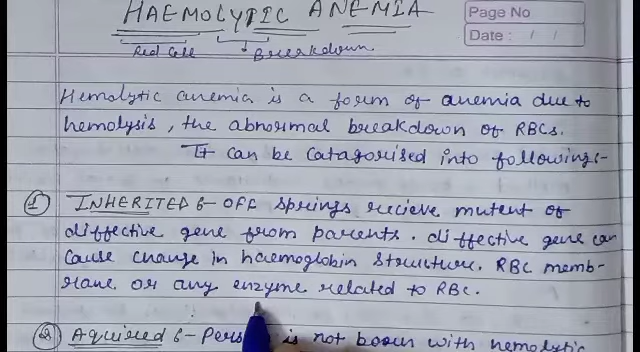 HAEMOLYTIC ANEMIA
Page No
Date : / /
Red Cell Breakdown
Hemolytic anemia is a form of anemia due to
hemolysis, the abnormal breakdown of RBCs.
It can be Catagorised into following:-
① INHERITED :- OFF springs recieve mutent of
diffective gene from parents. diffective gene can
cause change in haemoglobin structure. RBC memb-
rane or any enzyme related to RBC.
② Aquired :- Pers is not born with hemolytic